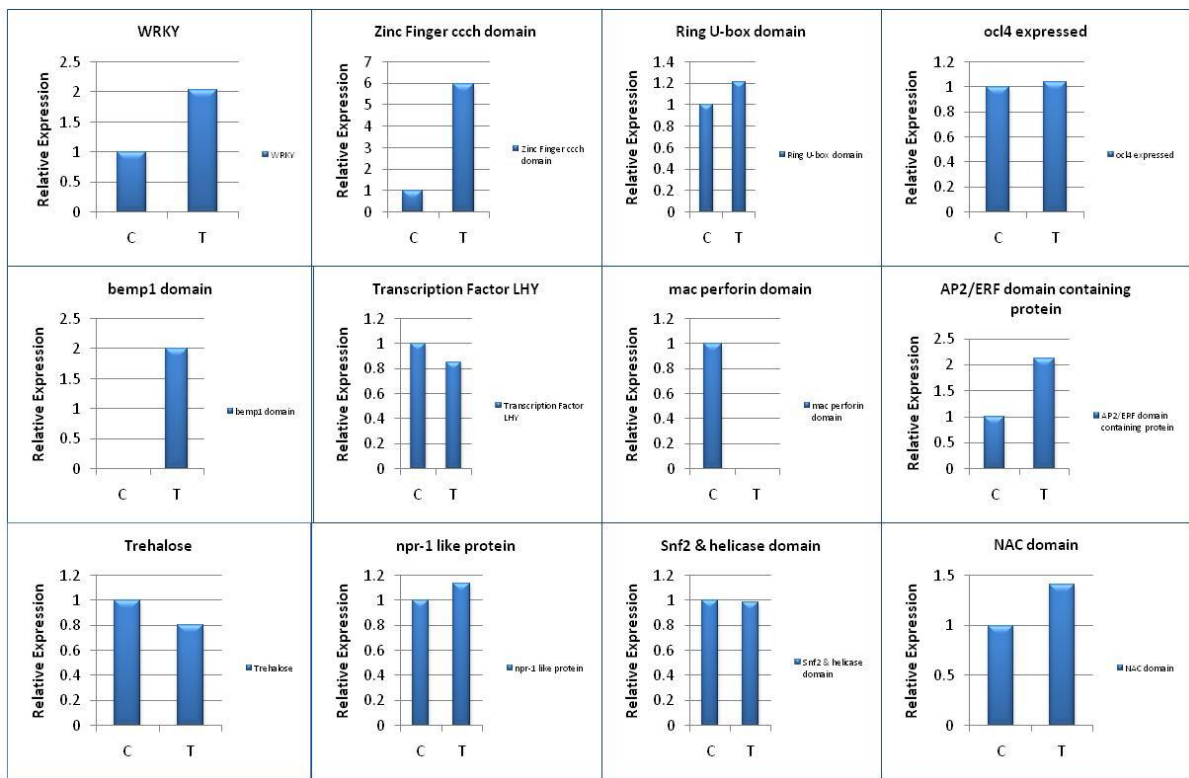 WRKY
Relative Expression
2.5
2
1.5
1
0.5
0
C T
WRKY
Zinc Finger ccch domain
Relative Expression
7
6
5
4
3
2
1
0
C T
Zinc Finger ccch
domain
Ring U-box domain
Relative Expression
1.4
1.2
1
0.8
0.6
0.4
0.2
0
C T
Ring U-box domain
ocl4 expressed
Relative Expression
1.2
1
0.8
0.6
0.4
0.2
0
C T
ocl4 expressed
bemp1 domain
Relative Expression
2.5
2
1.5
1
0.5
0
C T
bemp1 domain
Transcription Factor LHY
Relative Expression
1.2
1
0.8
0.6
0.4
0.2
0
C T
Transcription Factor
LHY
mac perforin domain
Relative Expression
1.2
1
0.8
0.6
0.4
0.2
0
C T
mac perforin
domain
AP2/ERF domain containing
protein
Relative Expression
2.5
2
1.5
1
0.5
0
C T
AP2/ERF domain
containing protein
Trehalose
Relative Expression
1.2
1
0.8
0.6
0.4
0.2
0
C T
Trehalose
npr-1 like protein
Relative Expression
1.2
1
0.8
0.6
0.4
0.2
0
C T
npr-1 like protein
Snf2 & helicase domain
Relative Expression
1.2
1
0.8
0.6
0.4
0.2
0
C T
Snf2 & helicase
domain
NAC domain
Relative Expression
1.5
1
0.5
0
C T
NAC domain